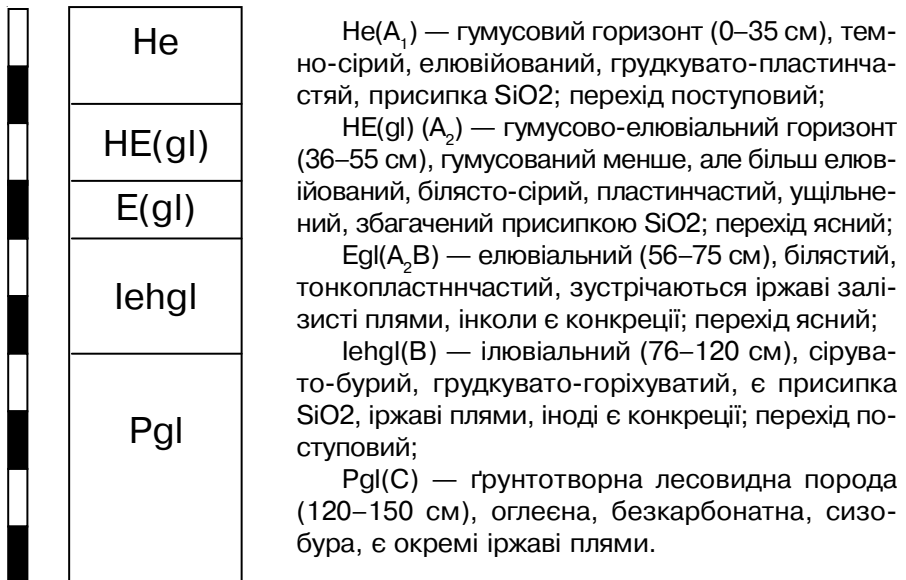 He
HE(gl)
E(gl)
Iehgl
Pgl
He(A₁) — гумусовий горизонт (0–35 см), тем-
но-сірий, елювійований, грудкувато-пластинча-
стяй, присипка SiO2; перехід поступовий;
HE(gl) (A₂) — гумусово-елювіальний горизонт
(36–55 см), гумусований менше, але більш елюв-
ійований, білясто-сірий, пластинчастий, ущільне-
ний, збагачений присипкою SiO2; перехід ясний;
Egl(A₂B) — елювіальний (56–75 см), білястий,
тонкопластннчастий, зустрічаються іржаві залі-
зисті плями, інколи є конкреції; перехід ясний;
Iehgl(B) — ілювіальний (76–120 см), сірува-
то-бурий, грудкувато-горіхуватий, є присипка
SiO2, іржаві плями, іноді є конкреції; перехід по-
ступовий;
Pgl(C) — ґрунтотворна лесовидна порода
(120–150 см), оглеєна, безкарбонатна, сизо-
бура, є окремі іржаві плями.